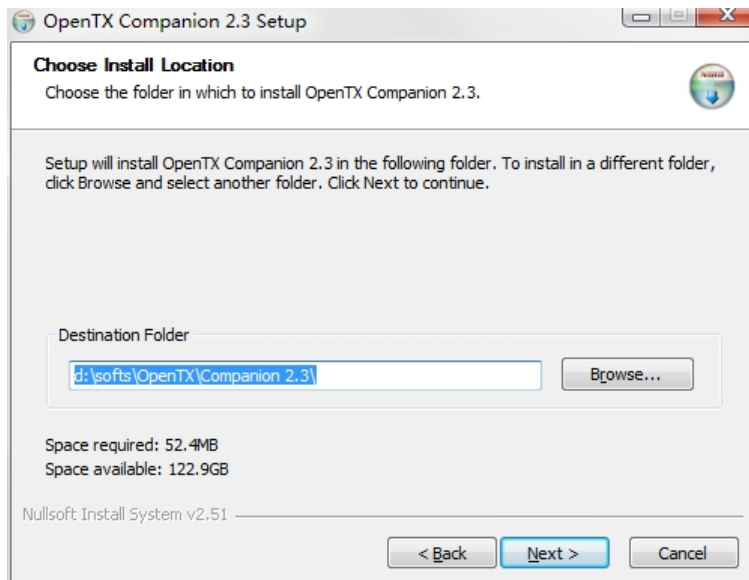 OpenTX Companion 2.3 Setup
Choose Install Location
Choose the folder in which to install OpenTX Companion 2.3.
Setup will install OpenTX Companion 2.3 in the following folder. To install in a different folder,
click Browse and select another folder. Click Next to continue.
Destination Folder
d:\softs\OpenTX\Companion 2.3\
Browse...
Space required: 52.4MB
Space available: 122.9GB
Nullsoft Install System v2.51
< Back
Next >
Cancel